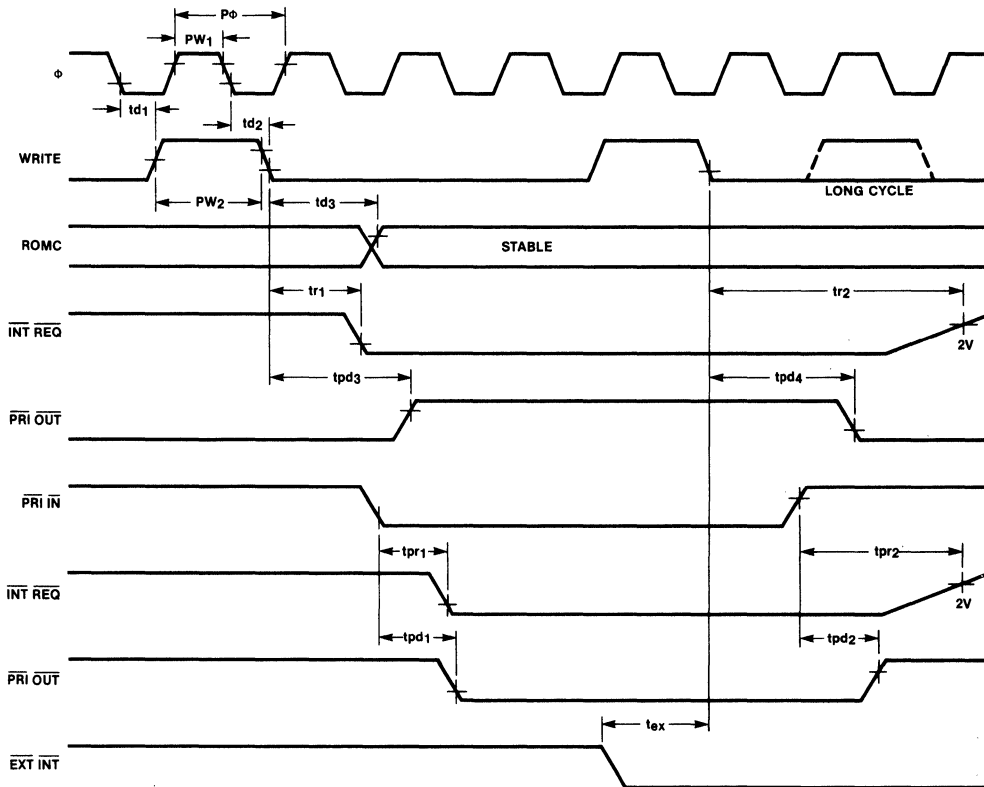 PΦ
PW1
Φ
td1
td2
WRITE
LONG CYCLE
PW2
td3
ROMC
STABLE
tr1
tr2
INT REQ
2V
tpd3
tpd4
PRI OUT
PRI IN
tpr1
tpr2
INT REQ
2V
tpd1
tpd2
PRI OUT
tex
EXT INT